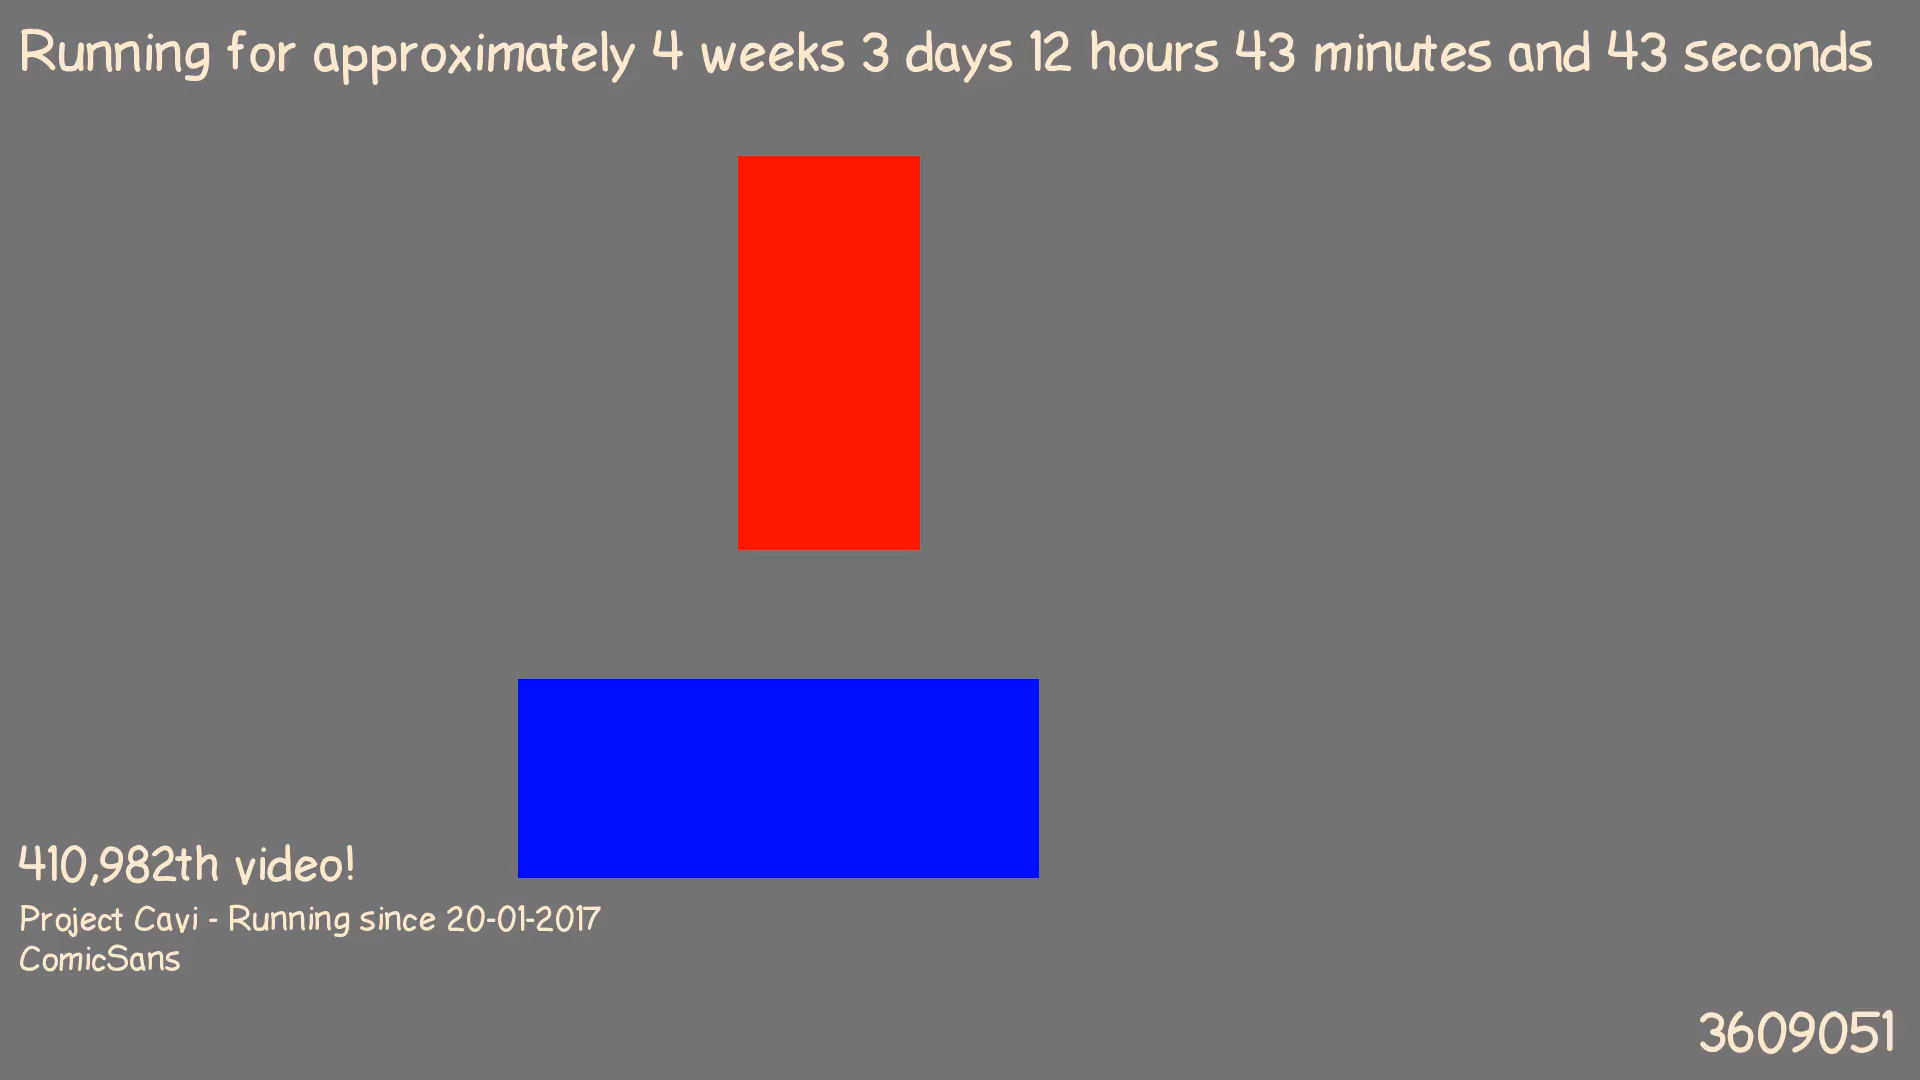 Running for approximately 4 weeks 3 days 12 hours 43 minutes and 43 seconds
410,982th video!
Project Cavi - Running since 20-01-2017
ComicSans
3609051